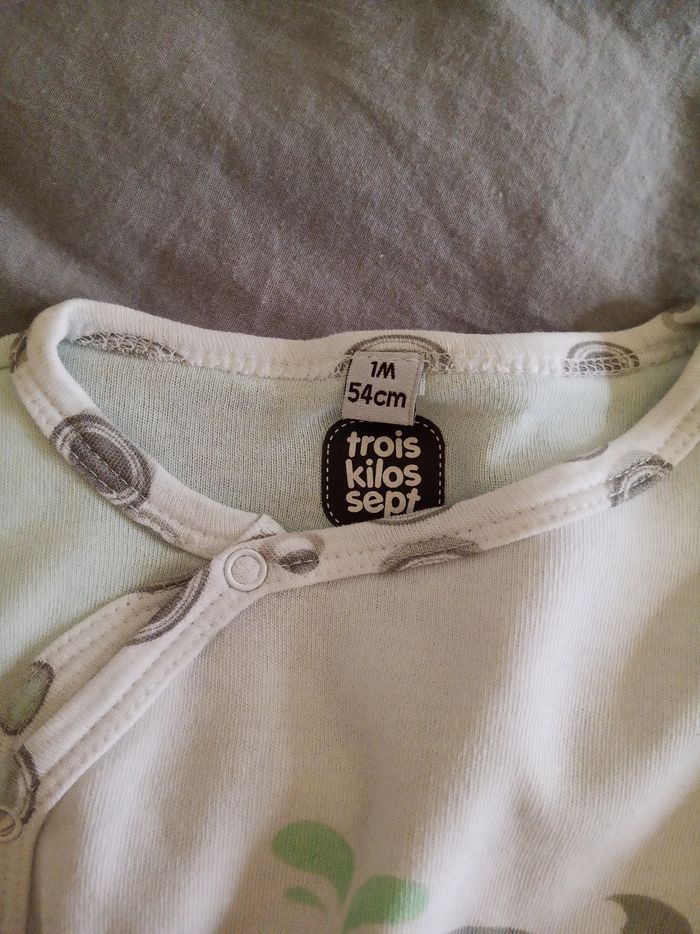 1M
54cm
trois
kilos
sept